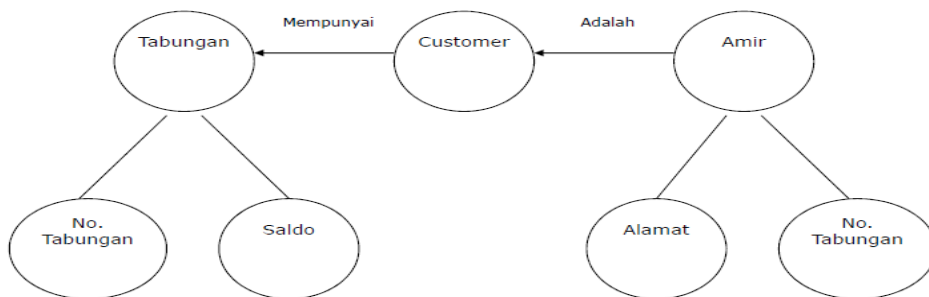 Mempunyai
Adalah
Tabungan
Customer
Amir
No.
Tabungan
Saldo
Alamat
No.
Tabungan